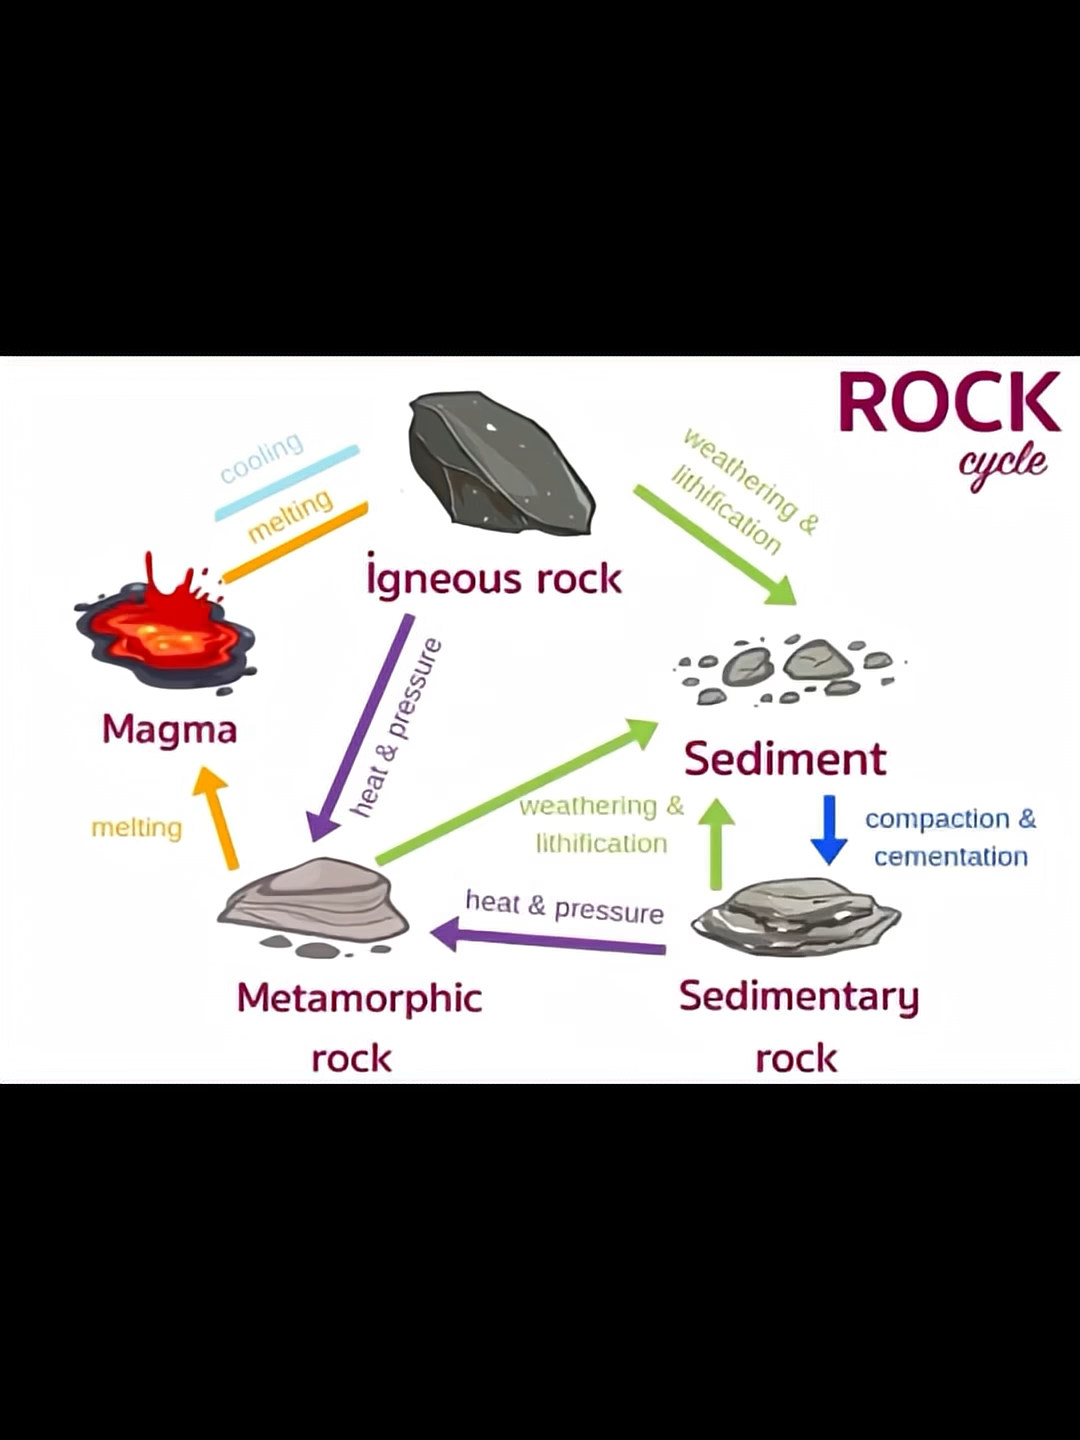 ROCK
cycle
cooling
melting
weathering &
lithification
İgneous rock
heat & pressure
Magma
Sediment
melting
weathering &
lithification
compaction &
cementation
heat & pressure
Metamorphic
rock
Sedimentary
rock